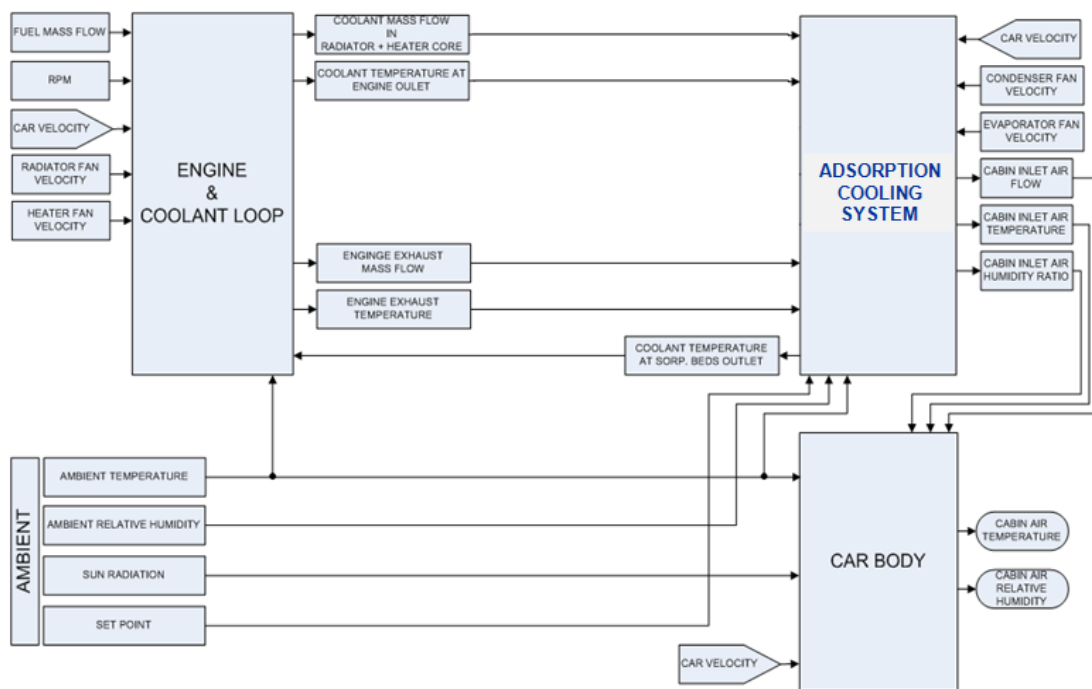 FUEL MASS FLOW
RPM
CAR VELOCITY
RADIATOR FAN
VELOCITY
HEATER FAN
VELOCITY
ENGINE
&
COOLANT LOOP
COOLANT MASS FLOW
IN
RADIATOR + HEATER CORE
COOLANT TEMPERATURE AT
ENGINE OULET
ENGINGE EXHAUST
MASS FLOW
ENGINE EXHAUST
TEMPERATURE
COOLANT TEMPERATURE
AT SORP. BEDS OUTLET
ADSORPTION
COOLING
SYSTEM
CAR VELOCITY
CONDENSER FAN
VELOCITY
EVAPORATOR FAN
VELOCITY
CABIN INLET AIR
FLOW
CABIN INLET AIR
TEMPERATURE
CABIN INLET AIR
HUMIDITY RATIO
AMBIENT
AMBIENT TEMPERATURE
AMBIENT RELATIVE HUMIDITY
SUN RADIATION
SET POINT
CAR VELOCITY
CAR BODY
CABIN AIR
TEMPERATURE
CABIN AIR
RELATIVE
HUMIDITY